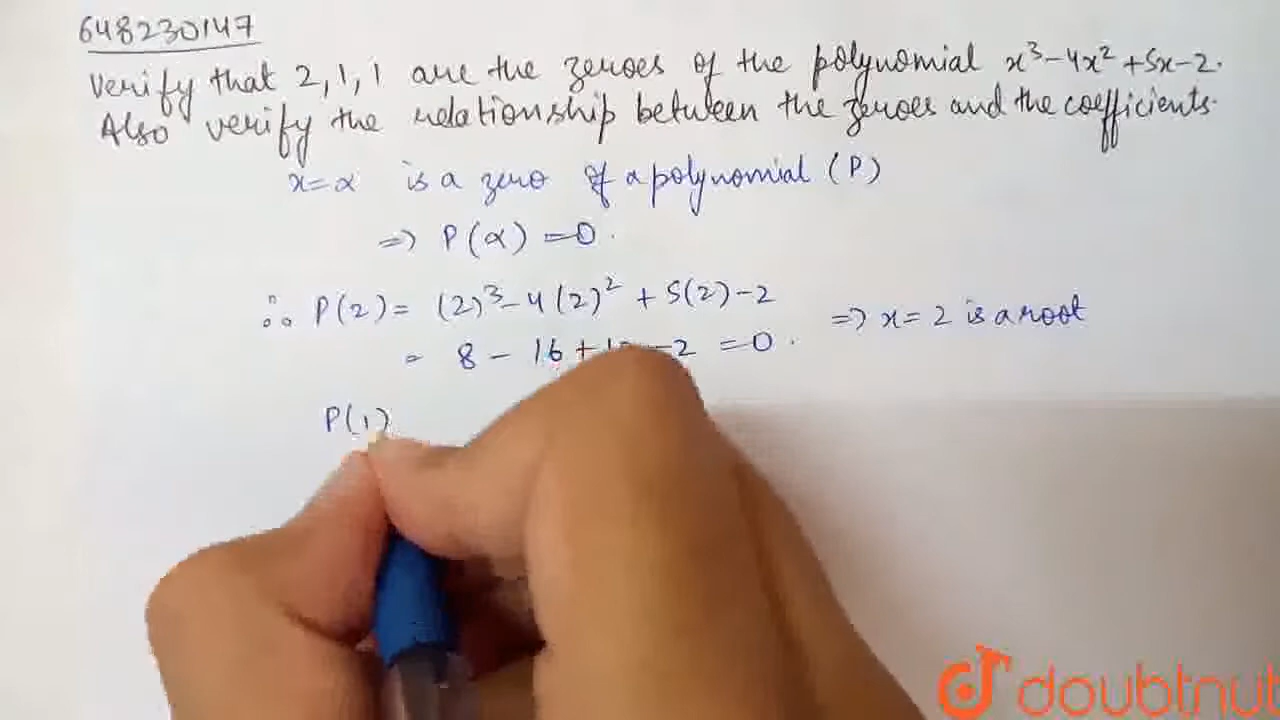 648230147
Verify that 2, 1, 1 are the zeroes of the polynomial x³-4x²+5x-2.
Also verify the relationship between the zeroes and the coefficients.
x=α is a zero of a polynomial (P)
=> P(α) =0.
∴ P(2) = (2)³-4(2)²+5(2)-2
= 8 - 16 + -2 =0. => x=2 is a root
P(1)
doubtnut